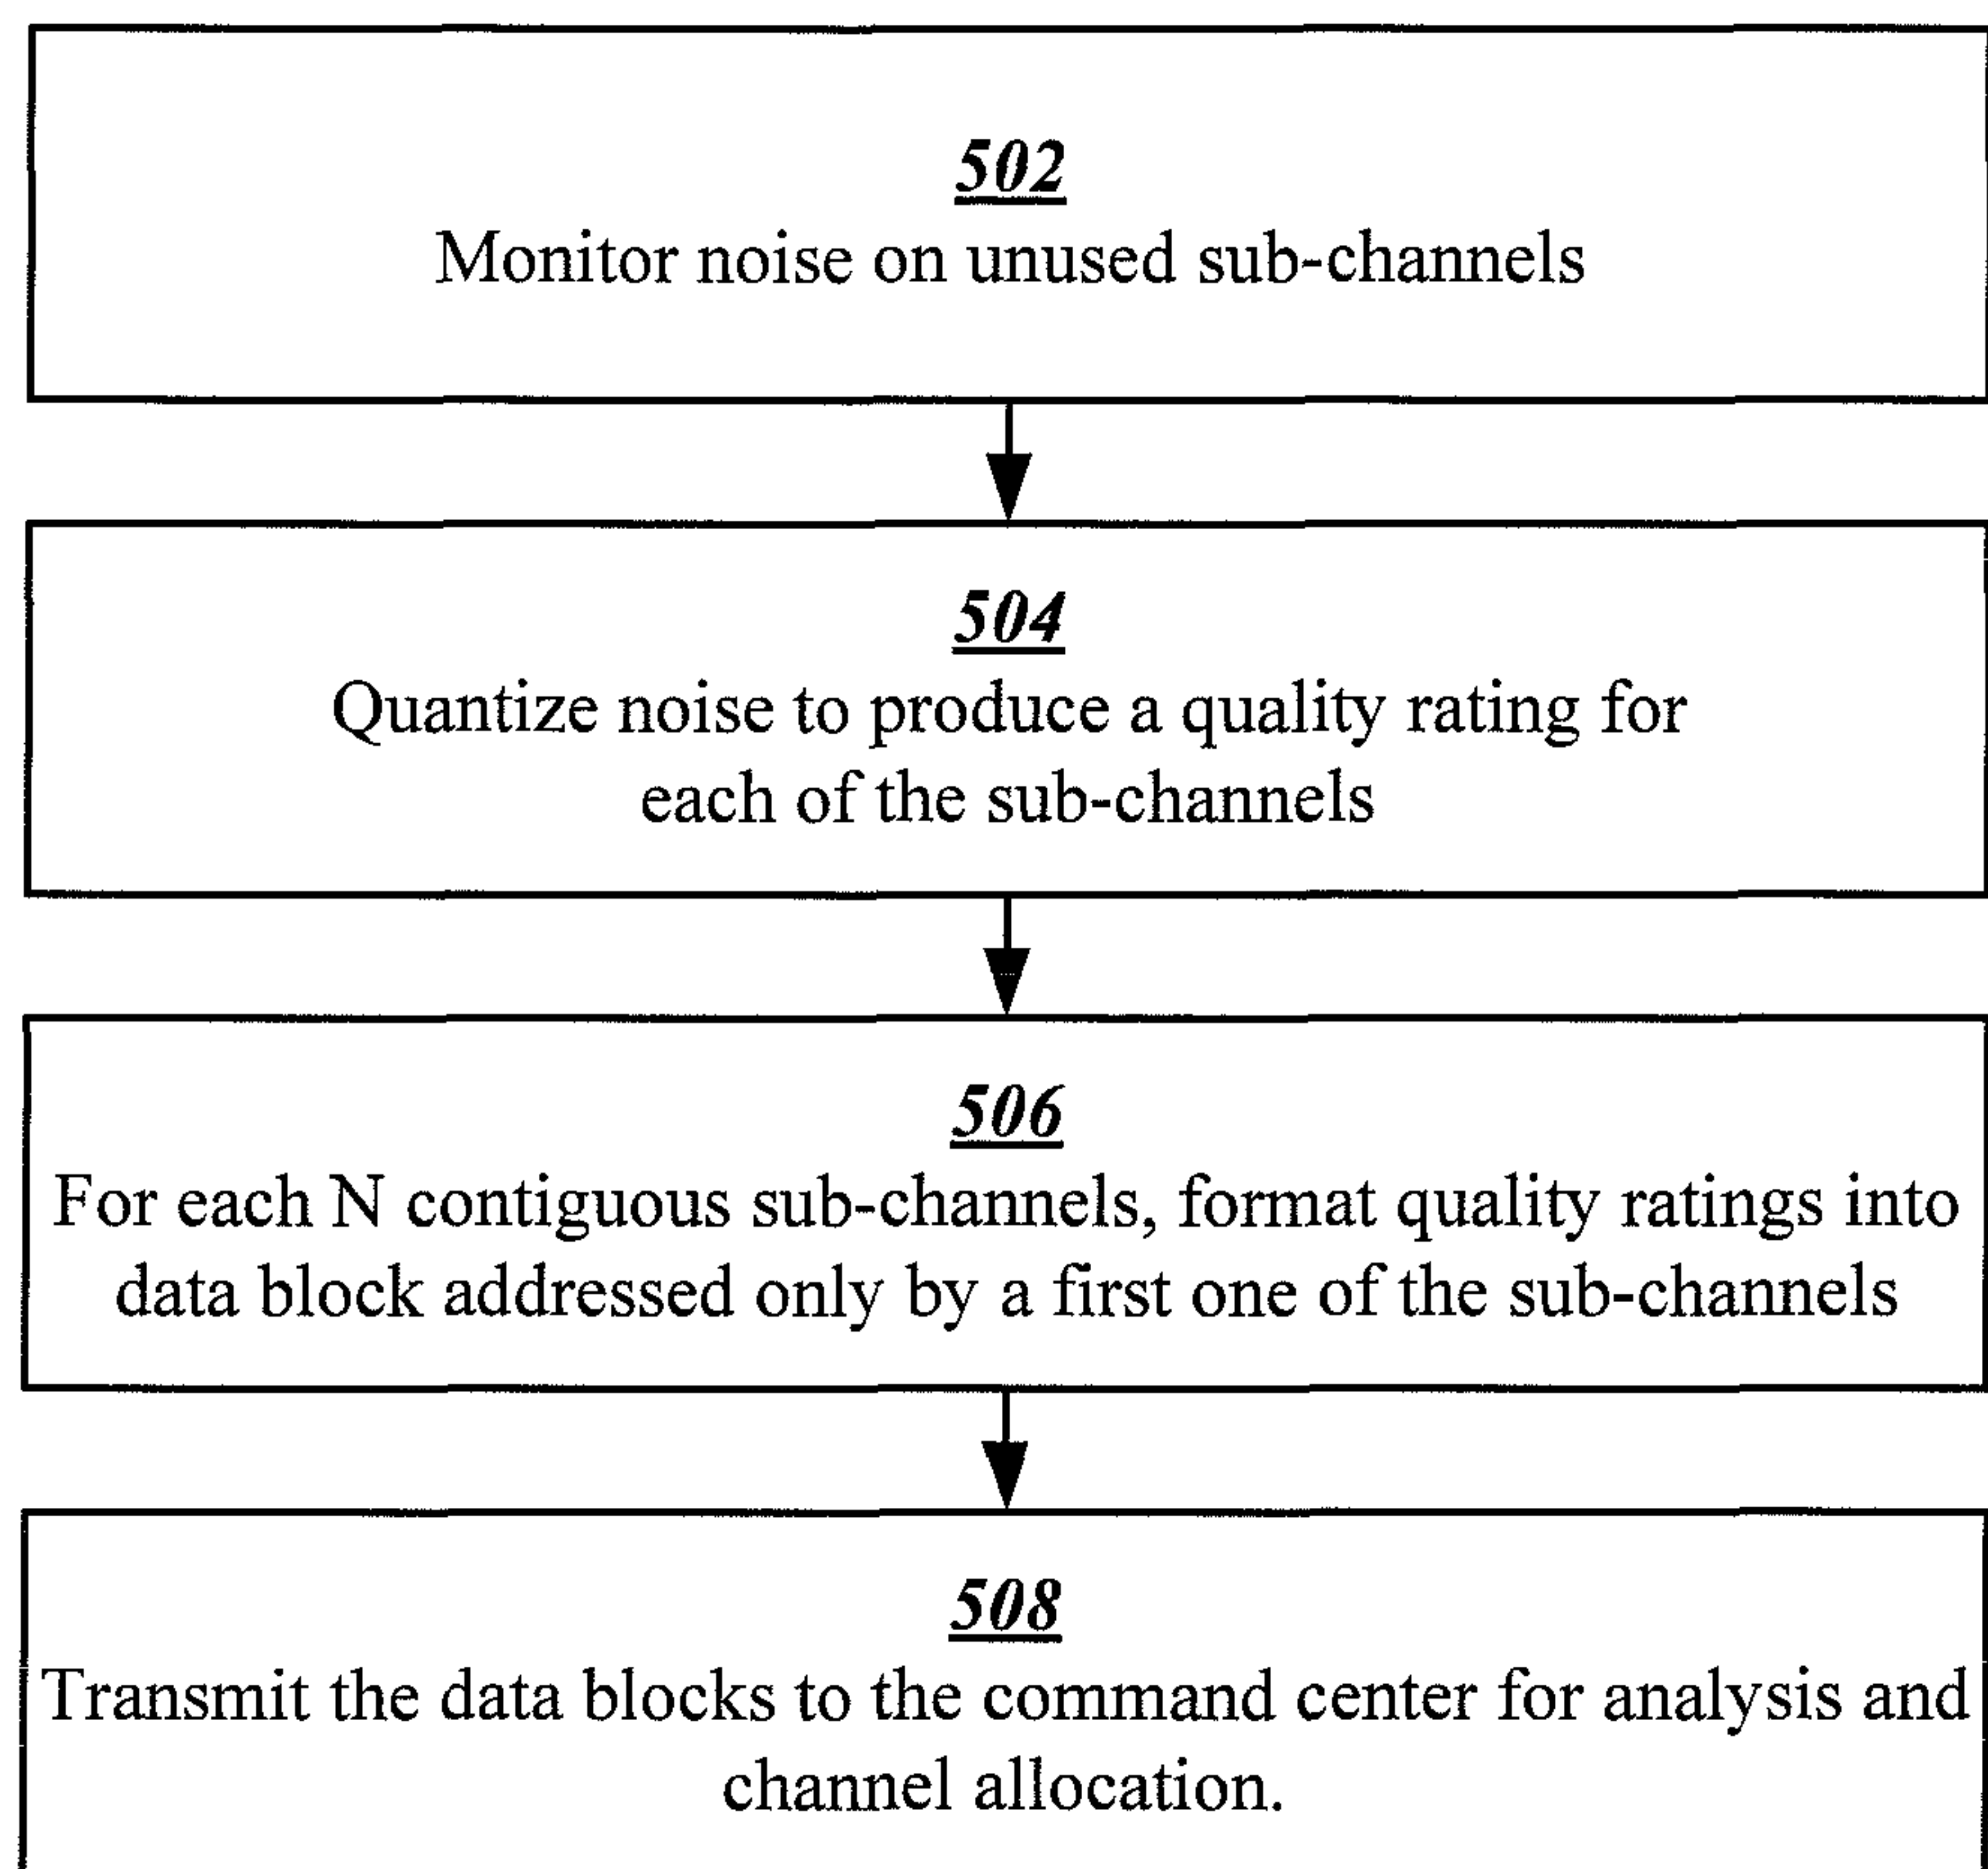 502
Monitor noise on unused sub-channels
504
Quantize noise to produce a quality rating for
each of the sub-channels
506
For each N contiguous sub-channels, format quality ratings into
data block addressed only by a first one of the sub-channels
508
Transmit the data blocks to the command center for analysis and
channel allocation.